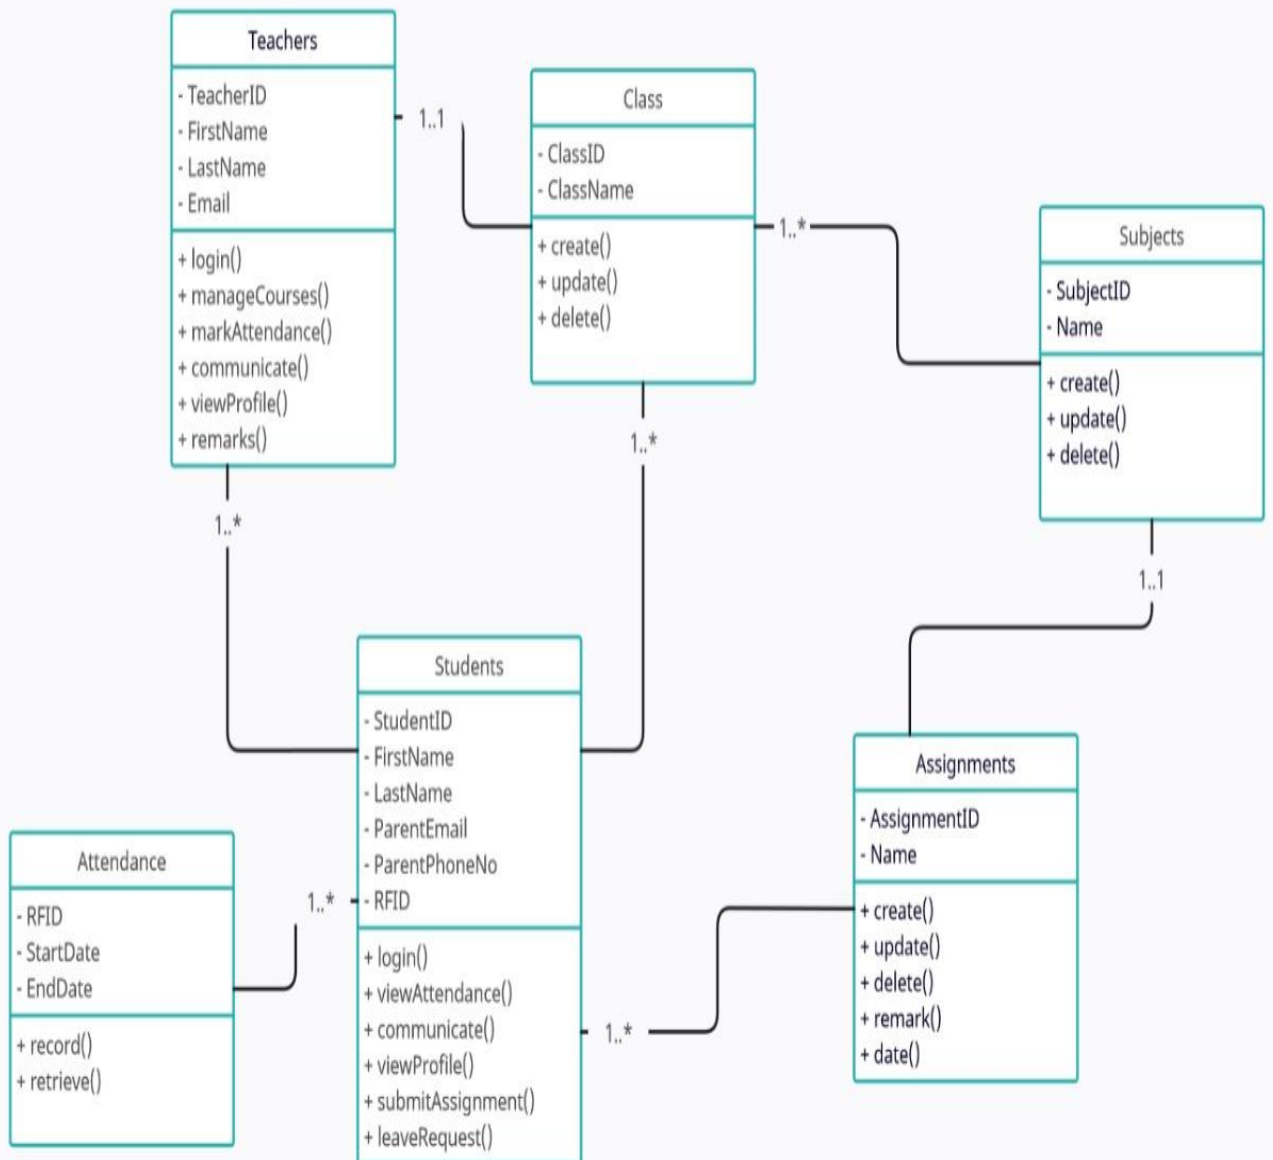 Teachers
- TeacherID
- FirstName
- LastName
- Email
+ login()
+ manageCourses()
+ markAttendance()
+ communicate()
+ viewProfile()
+ remarks()
1..1
Class
- ClassID
- ClassName
+ create()
+ update()
+ delete()
1..*
Subjects
- SubjectID
- Name
+ create()
+ update()
+ delete()
1..*
1..*
1..1
Students
- StudentID
- FirstName
- LastName
- ParentEmail
- ParentPhoneNo
- RFID
+ login()
+ viewAttendance()
+ communicate()
+ viewProfile()
+ submitAssignment()
+ leaveRequest()
Attendance
- RFID
- StartDate
- EndDate
+ record()
+ retrieve()
1..*
1..*
Assignments
- AssignmentID
- Name
+ create()
+ update()
+ delete()
+ remark()
+ date()